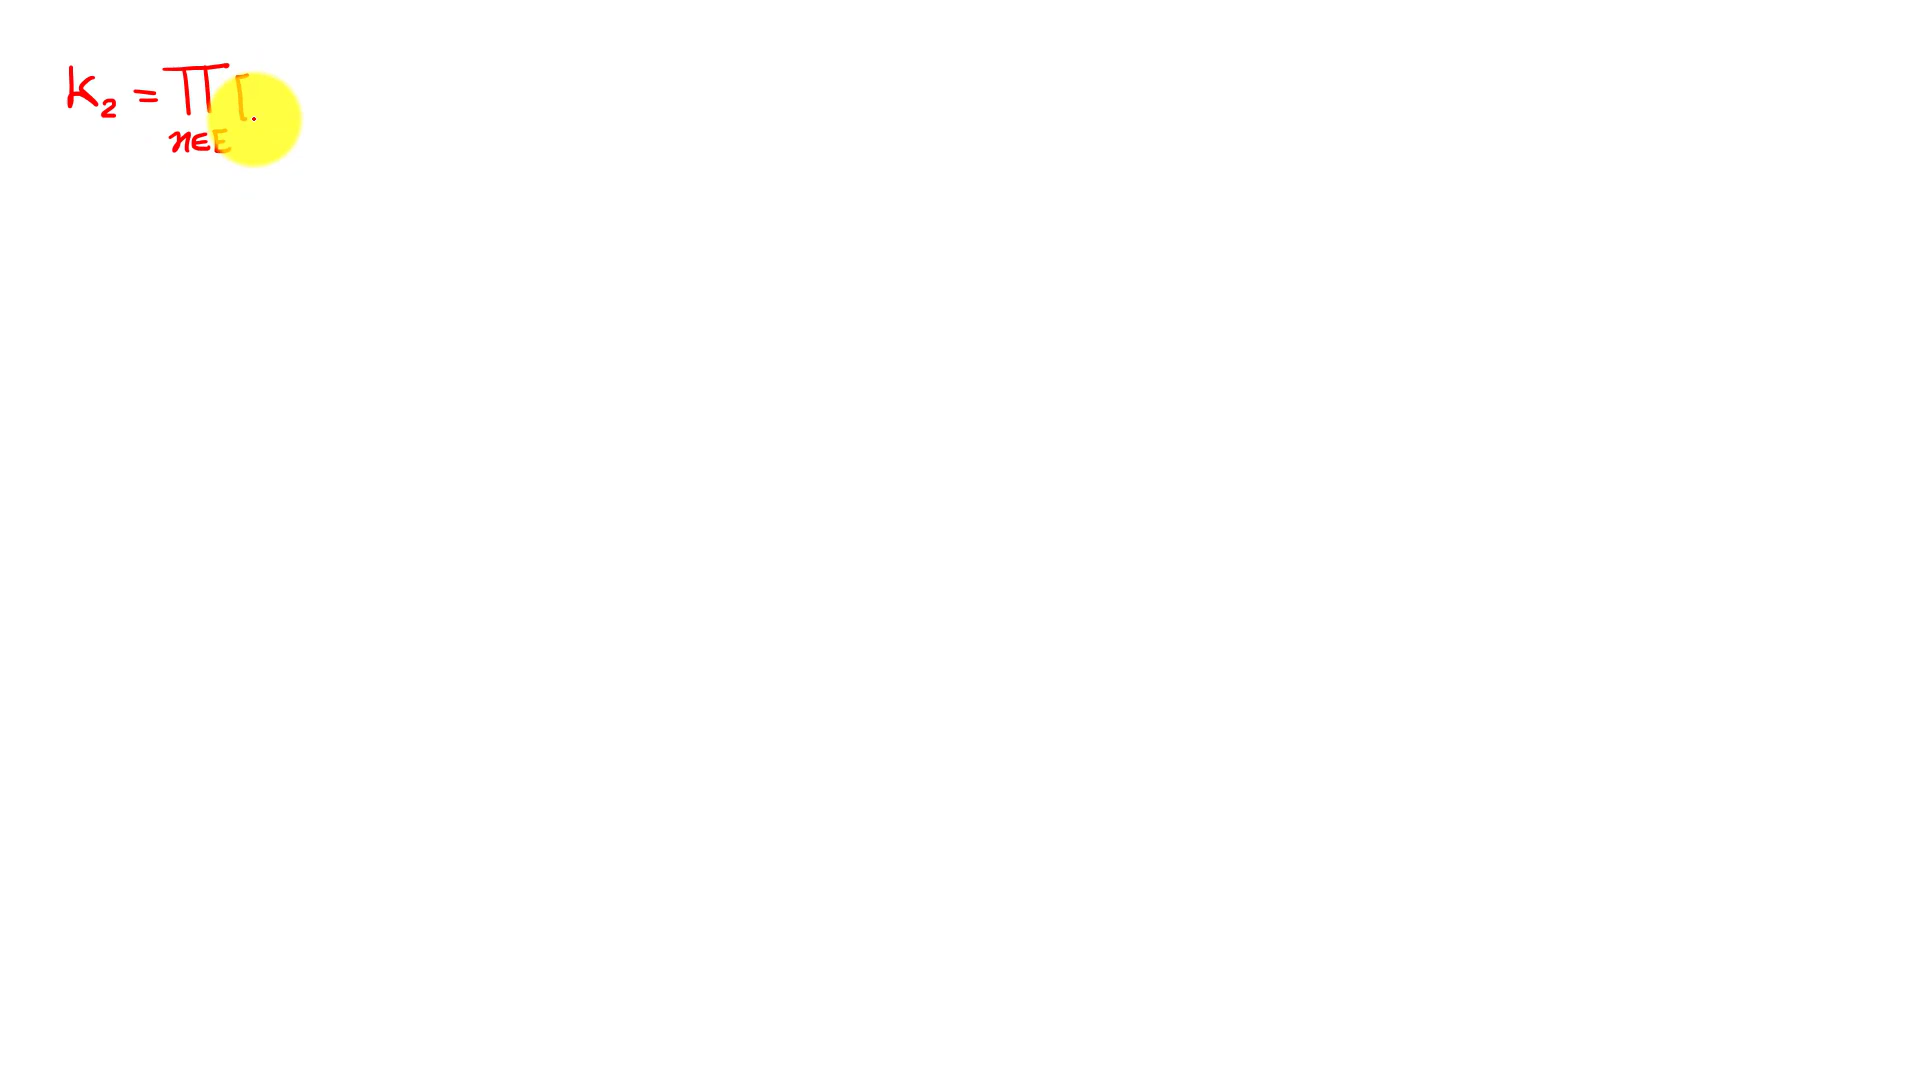 K₂ = ∏ [
n∈E